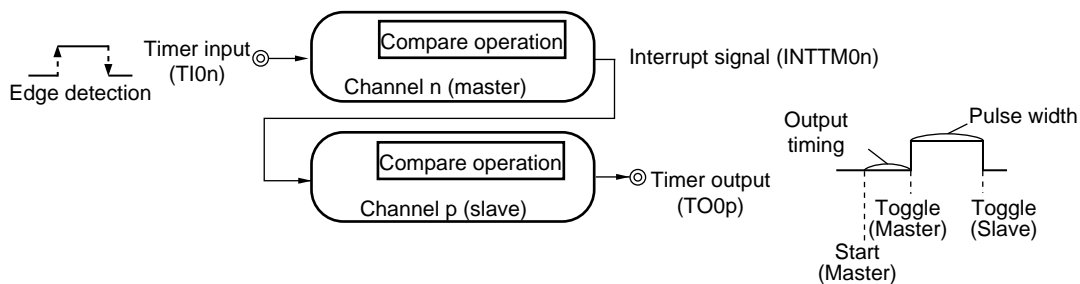 Timer input
(TI0n)
Edge detection
Compare operation
Channel n (master)
Interrupt signal (INTTM0n)
Compare operation
Channel p (slave)
Timer output
(TO0p)
Output
timing
Pulse width
Toggle
(Master)
Toggle
(Slave)
Start
(Master)